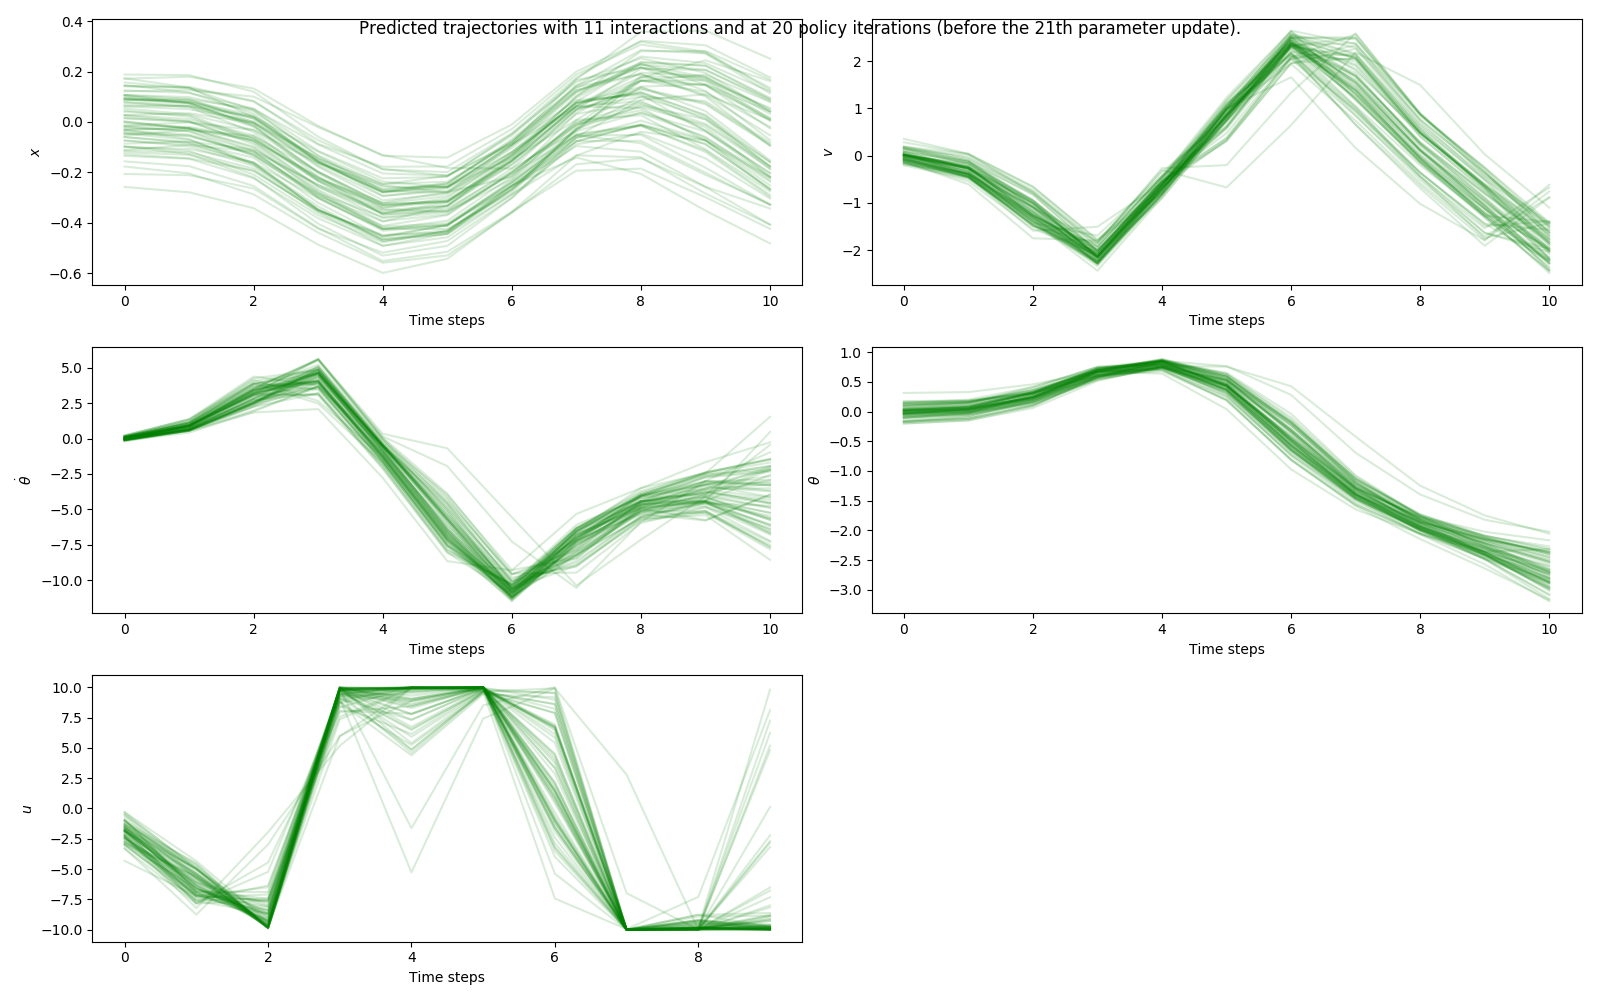 Predicted trajectories with 11 interactions and at 20 policy iterations (before the 21th parameter update).
0.4
0.2
0.0
−0.2
−0.4
−0.6
x
0 2 4 6 8 10
Time steps
2
1
0
−1
−2
v
0 2 4 6 8 10
Time steps
5.0
2.5
0.0
−2.5
−5.0
−7.5
−10.0
θ̇
0 2 4 6 8 10
Time steps
1.0
0.5
0.0
−0.5
−1.0
−1.5
−2.0
−2.5
−3.0
θ
0 2 4 6 8 10
Time steps
10.0
7.5
5.0
2.5
0.0
−2.5
−5.0
−7.5
−10.0
u
0 2 4 6 8
Time steps